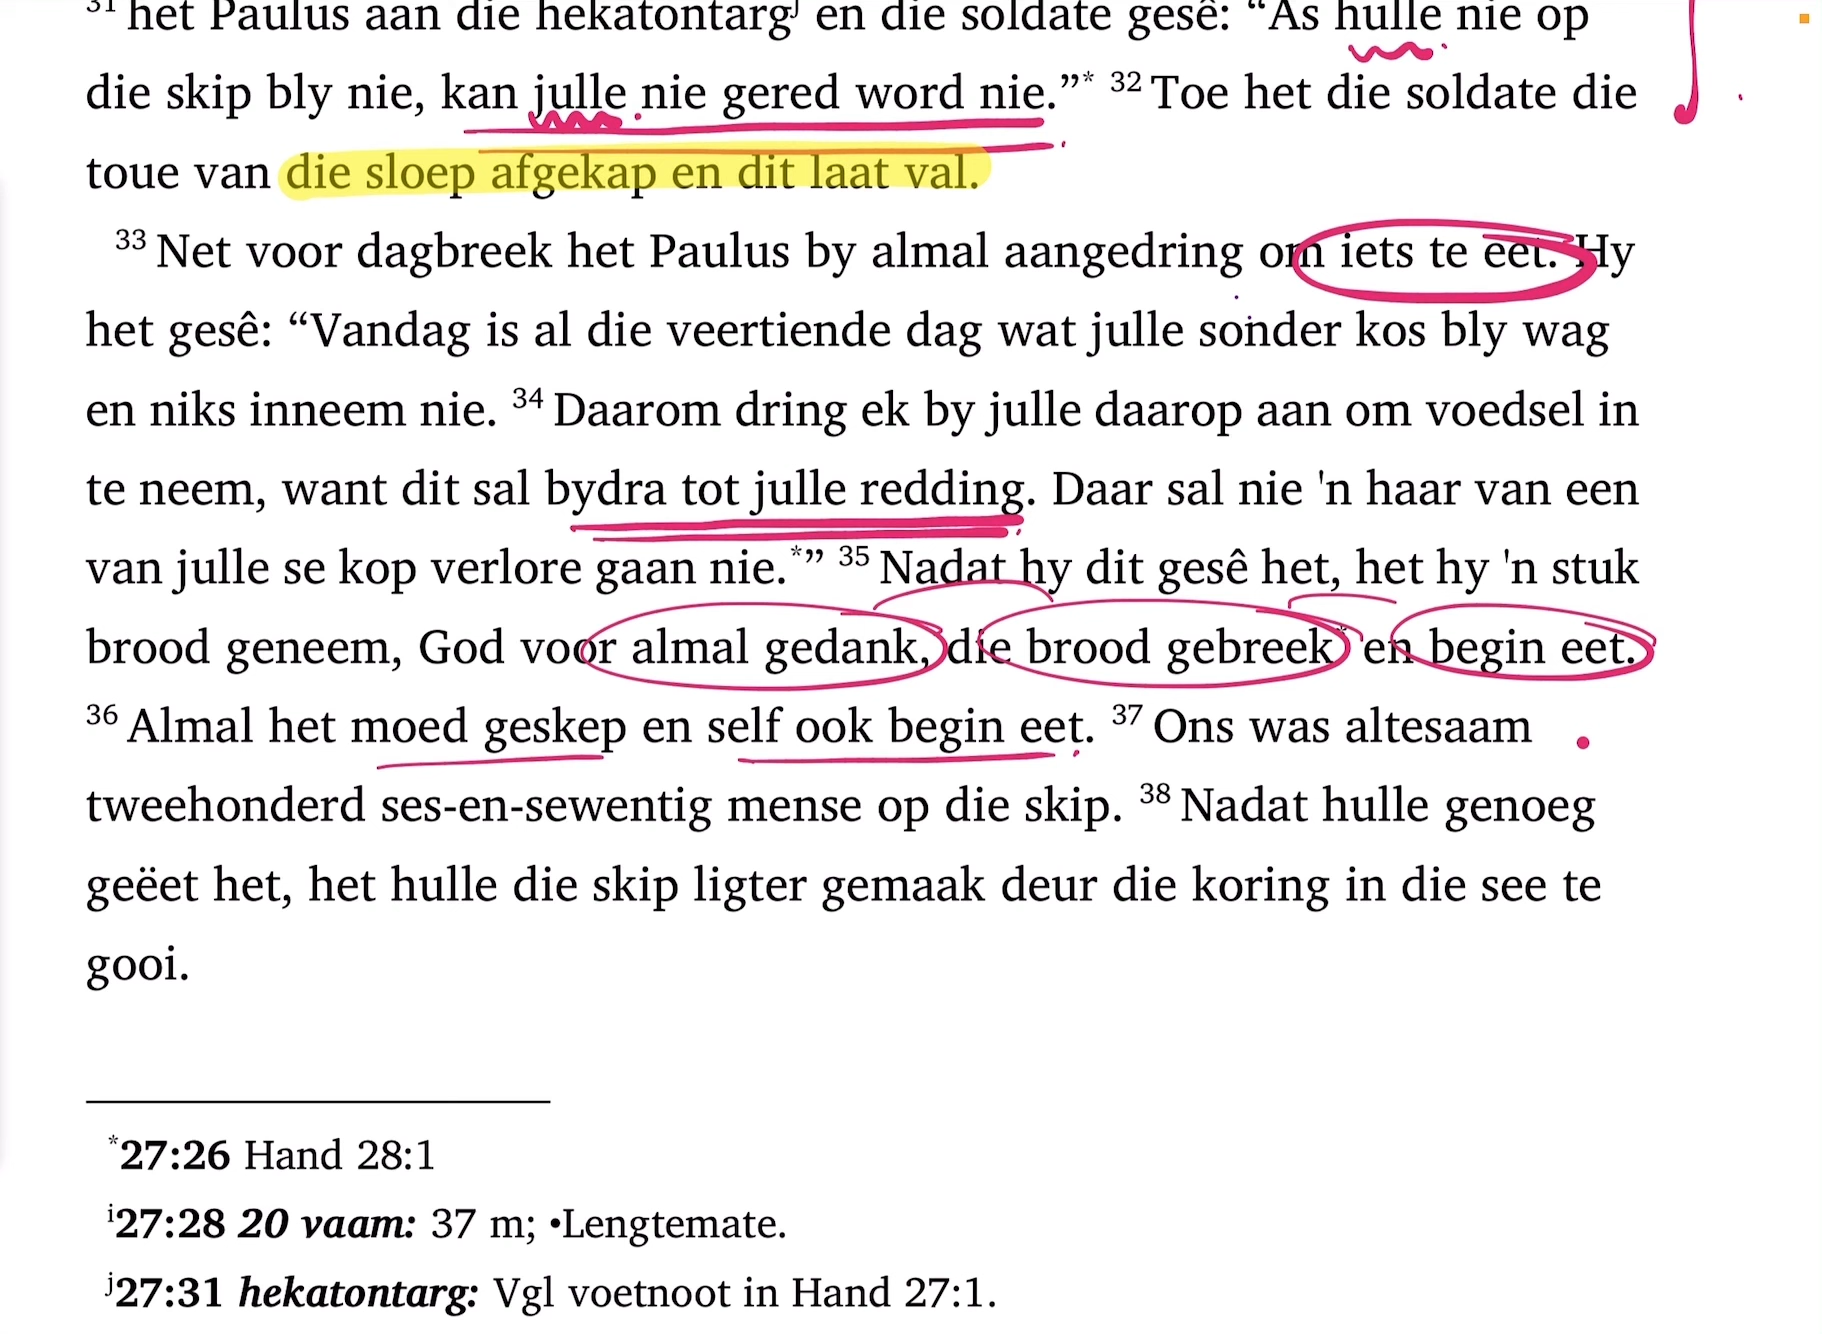 31 het Paulus aan die hekatontargʲ en die soldate gesê: “As hulle nie op
die skip bly nie, kan julle nie gered word nie.”* 32 Toe het die soldate die
toue van die sloep afgekap en dit laat val.
33 Net voor dagbreek het Paulus by almal aangedring om iets te eet. Hy
het gesê: “Vandag is al die veertiende dag wat julle sonder kos bly wag
en niks inneem nie. 34 Daarom dring ek by julle daarop aan om voedsel in
te neem, want dit sal bydra tot julle redding. Daar sal nie 'n haar van een
van julle se kop verlore gaan nie.*” 35 Nadat hy dit gesê het, het hy 'n stuk
brood geneem, God voor almal gedank, die brood gebreek* en begin eet.
36 Almal het moed geskep en self ook begin eet. 37 Ons was altesaam
tweehonderd ses-en-sewentig mense op die skip. 38 Nadat hulle genoeg
geëet het, het hulle die skip ligter gemaak deur die koring in die see te
gooi.
*27:26 Hand 28:1
i27:28 20 vaam: 37 m; •Lengtemate.
j27:31 hekatontarg: Vgl voetnoot in Hand 27:1.